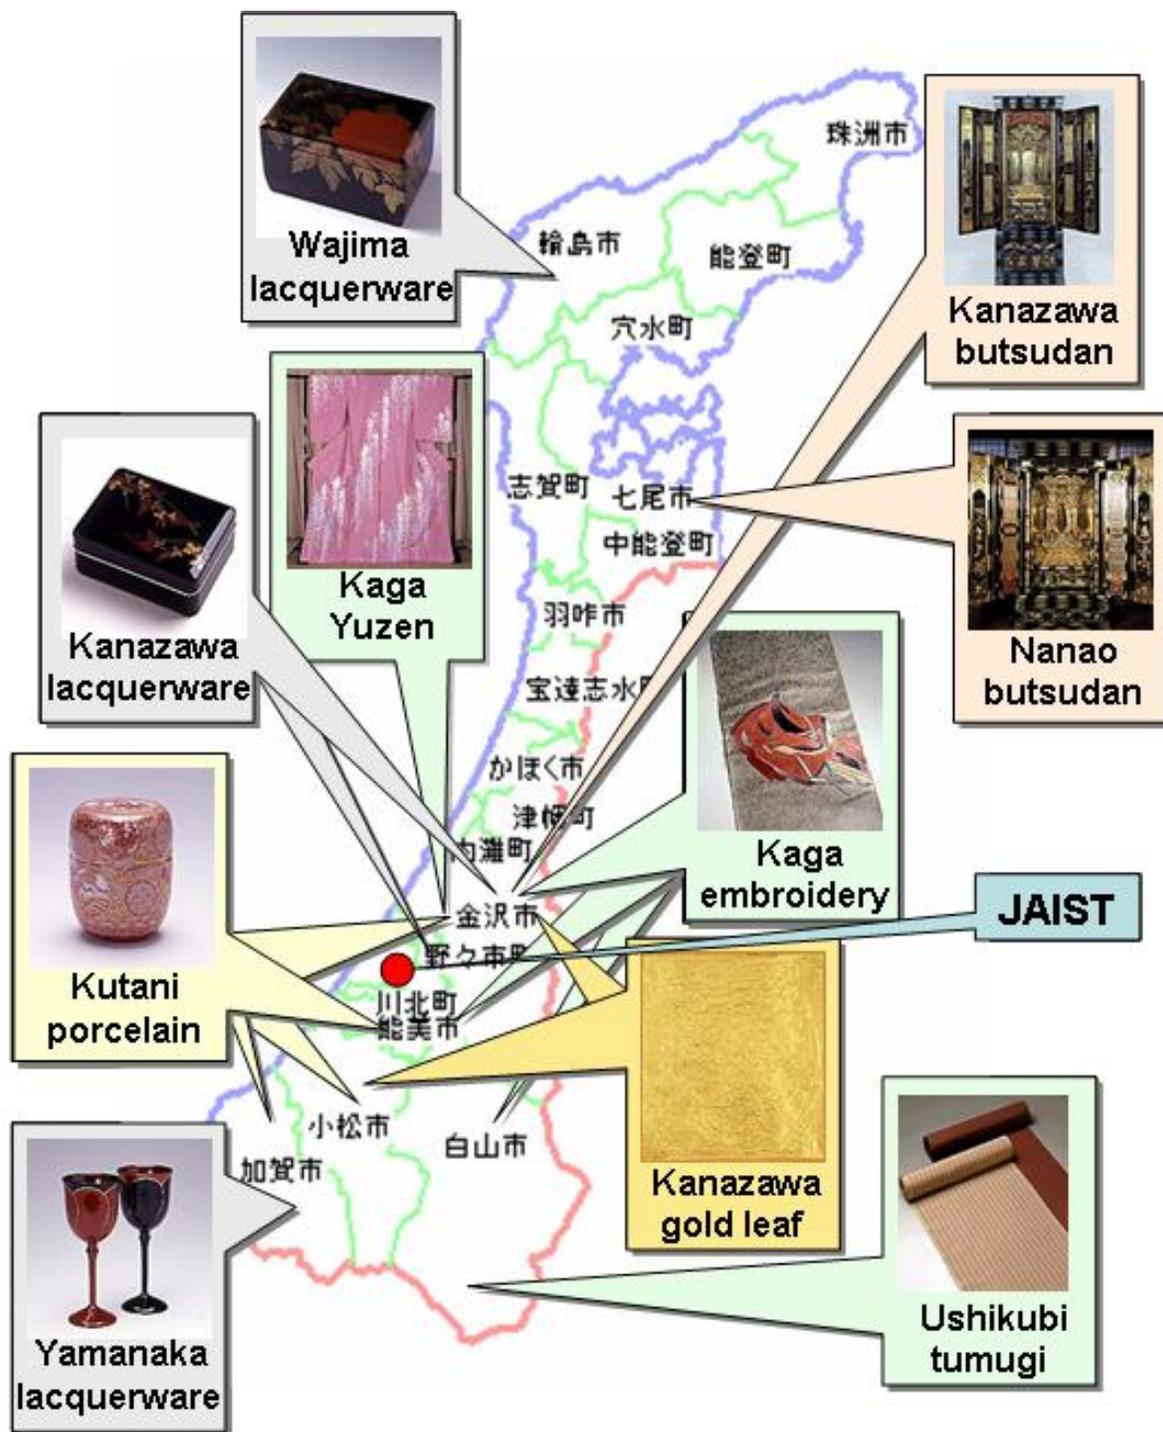 Wajima
lacquerware
珠洲市
輪島市
能登町
穴水町
Kanazawa
butsudan
Kaga
Yuzen
Kanazawa
lacquerware
志賀町
七尾市
中能登町
羽咋市
宝達志水町
Nanao
butsudan
かほく市
津幡町
内灘町
Kaga
embroidery
金沢市
野々市町
川北町
能美市
JAIST
Kutani
porcelain
小松市
加賀市
白山市
Kanazawa
gold leaf
Yamanaka
lacquerware
Ushikubi
tumugi